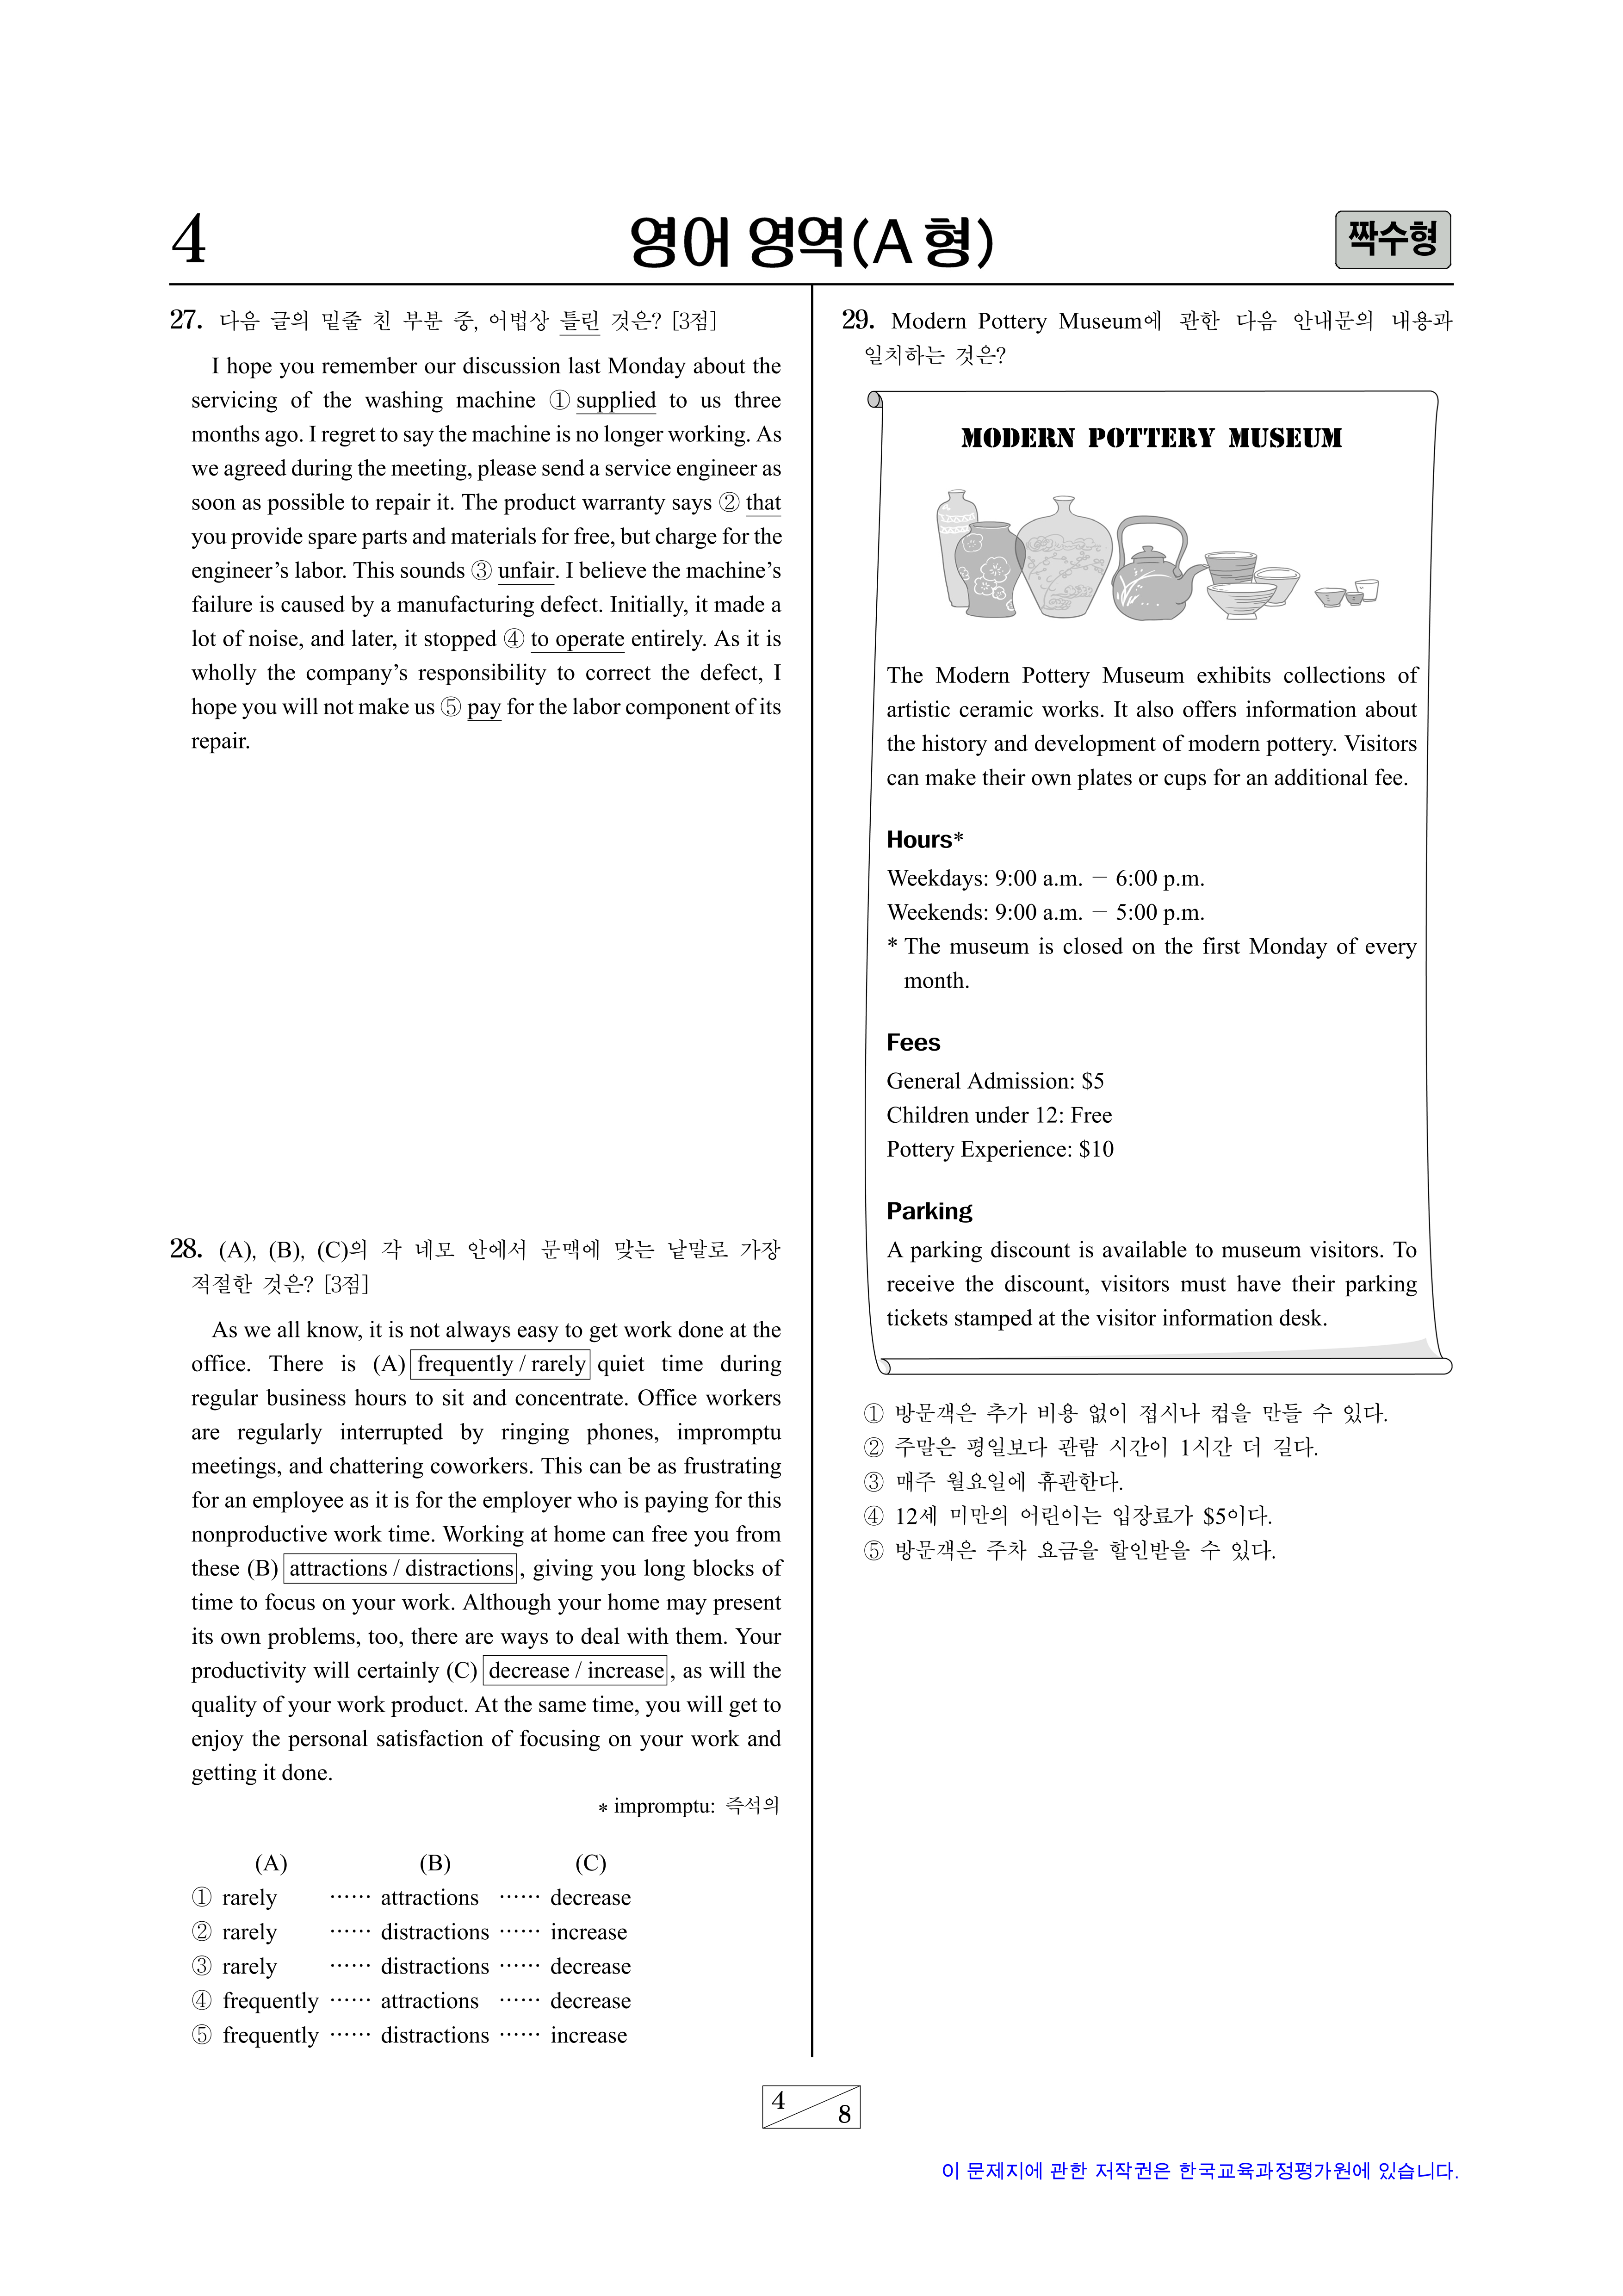 4
영어 영역(A 형)
짝수형
27. 다음 글의 밑줄 친 부분 중, 어법상 틀린 것은? [3점]
I hope you remember our discussion last Monday about the
servicing of the washing machine ① supplied to us three
months ago. I regret to say the machine is no longer working. As
we agreed during the meeting, please send a service engineer as
soon as possible to repair it. The product warranty says ② that
you provide spare parts and materials for free, but charge for the
engineer's labor. This sounds ③ unfair. I believe the machine's
failure is caused by a manufacturing defect. Initially, it made a
lot of noise, and later, it stopped ④ to operate entirely. As it is
wholly the company's responsibility to correct the defect, I
hope you will not make us ⑤ pay for the labor component of its
repair.
28. (A), (B), (C)의 각 네모 안에서 문맥에 맞는 낱말로 가장
적절한 것은? [3점]
As we all know, it is not always easy to get work done at the
office. There is (A) frequently / rarely quiet time during
regular business hours to sit and concentrate. Office workers
are regularly interrupted by ringing phones, impromptu
meetings, and chattering coworkers. This can be as frustrating
for an employee as it is for the employer who is paying for this
nonproductive work time. Working at home can free you from
these (B) attractions / distractions, giving you long blocks of
time to focus on your work. Although your home may present
its own problems, too, there are ways to deal with them. Your
productivity will certainly (C) decrease / increase, as will the
quality of your work product. At the same time, you will get to
enjoy the personal satisfaction of focusing on your work and
getting it done.
* impromptu: 즉석의
(A) (B) (C)
① rarely …… attractions …… decrease
② rarely …… distractions …… increase
③ rarely …… distractions …… decrease
④ frequently …… attractions …… decrease
⑤ frequently …… distractions …… increase
29. Modern Pottery Museum에 관한 다음 안내문의 내용과
일치하는 것은?
MODERN POTTERY MUSEUM
The Modern Pottery Museum exhibits collections of
artistic ceramic works. It also offers information about
the history and development of modern pottery. Visitors
can make their own plates or cups for an additional fee.
Hours*
Weekdays: 9:00 a.m. － 6:00 p.m.
Weekends: 9:00 a.m. － 5:00 p.m.
* The museum is closed on the first Monday of every
month.
Fees
General Admission: $5
Children under 12: Free
Pottery Experience: $10
Parking
A parking discount is available to museum visitors. To
receive the discount, visitors must have their parking
tickets stamped at the visitor information desk.
① 방문객은 추가 비용 없이 접시나 컵을 만들 수 있다.
② 주말은 평일보다 관람 시간이 1시간 더 길다.
③ 매주 월요일에 휴관한다.
④ 12세 미만의 어린이는 입장료가 $5이다.
⑤ 방문객은 주차 요금을 할인받을 수 있다.
4
8
이 문제지에 관한 저작권은 한국교육과정평가원에 있습니다.